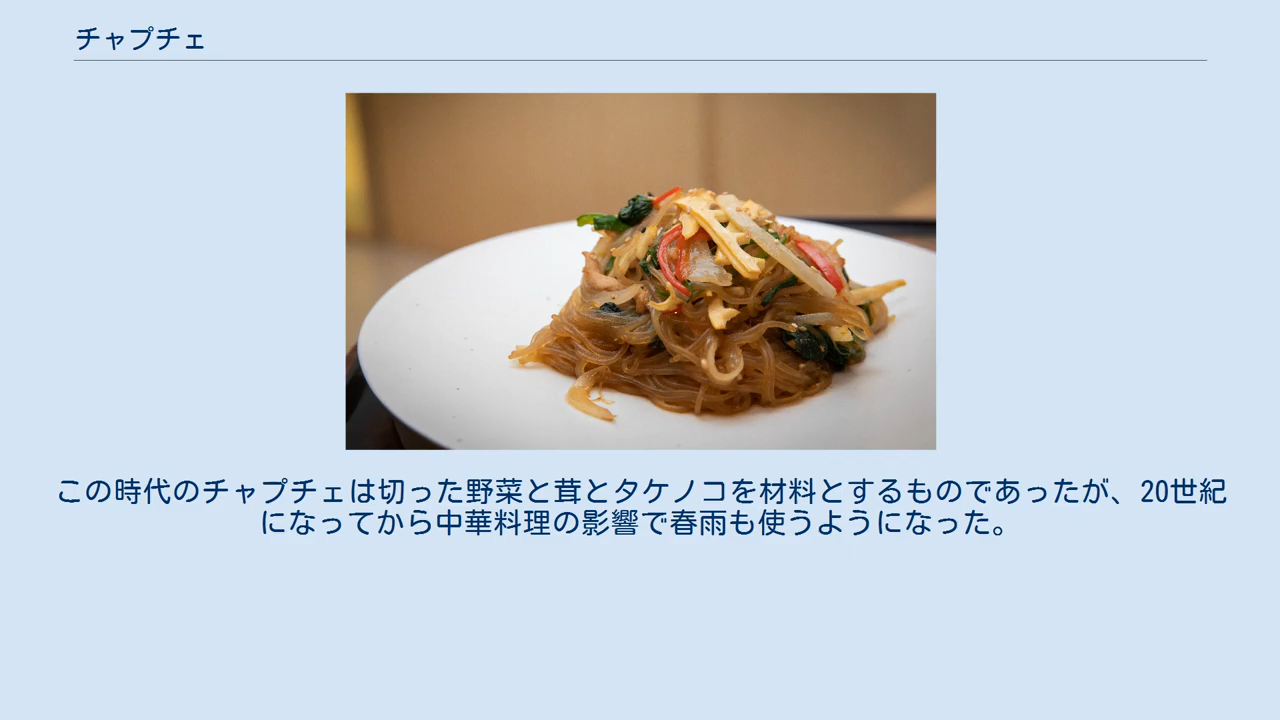 チャプチェ
この時代のチャプチェは切った野菜と茸とタケノコを材料とするものであったが、20世紀
になってから中華料理の影響で春雨も使うようになった。